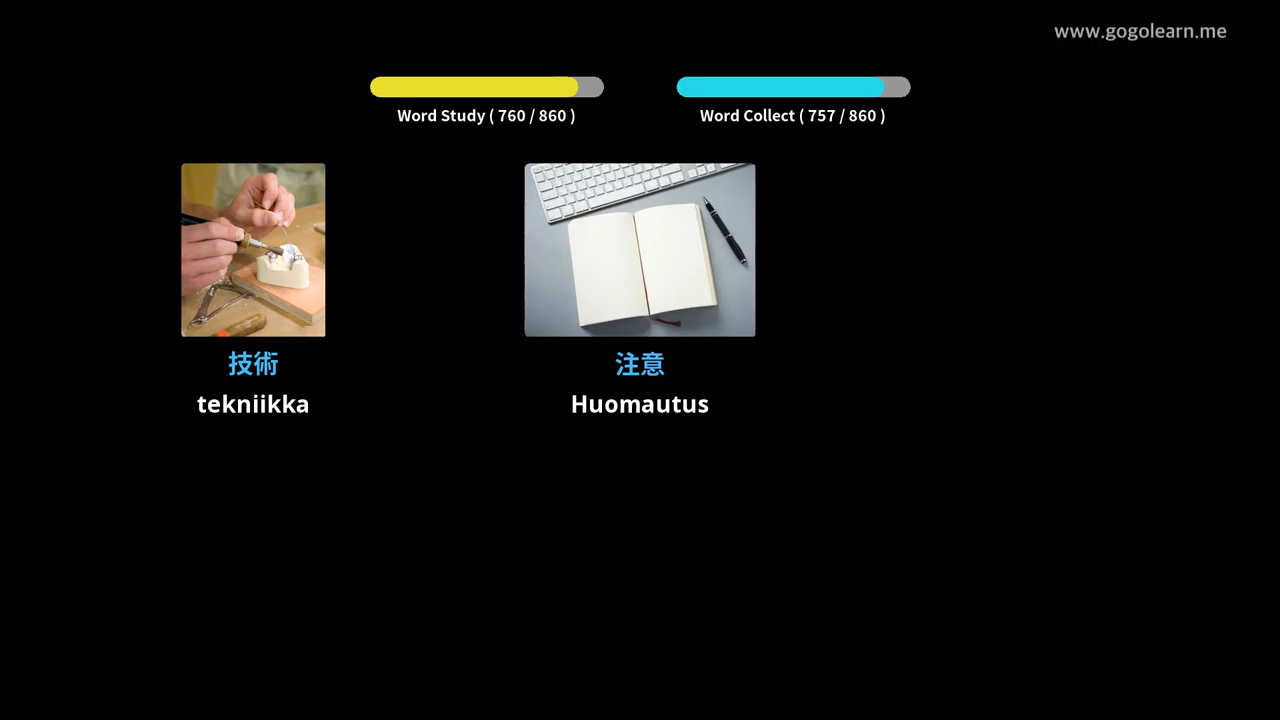 www.gogolearn.me
Word Study ( 760 / 860 )
Word Collect ( 757 / 860 )
技術
tekniikka
注意
Huomautus